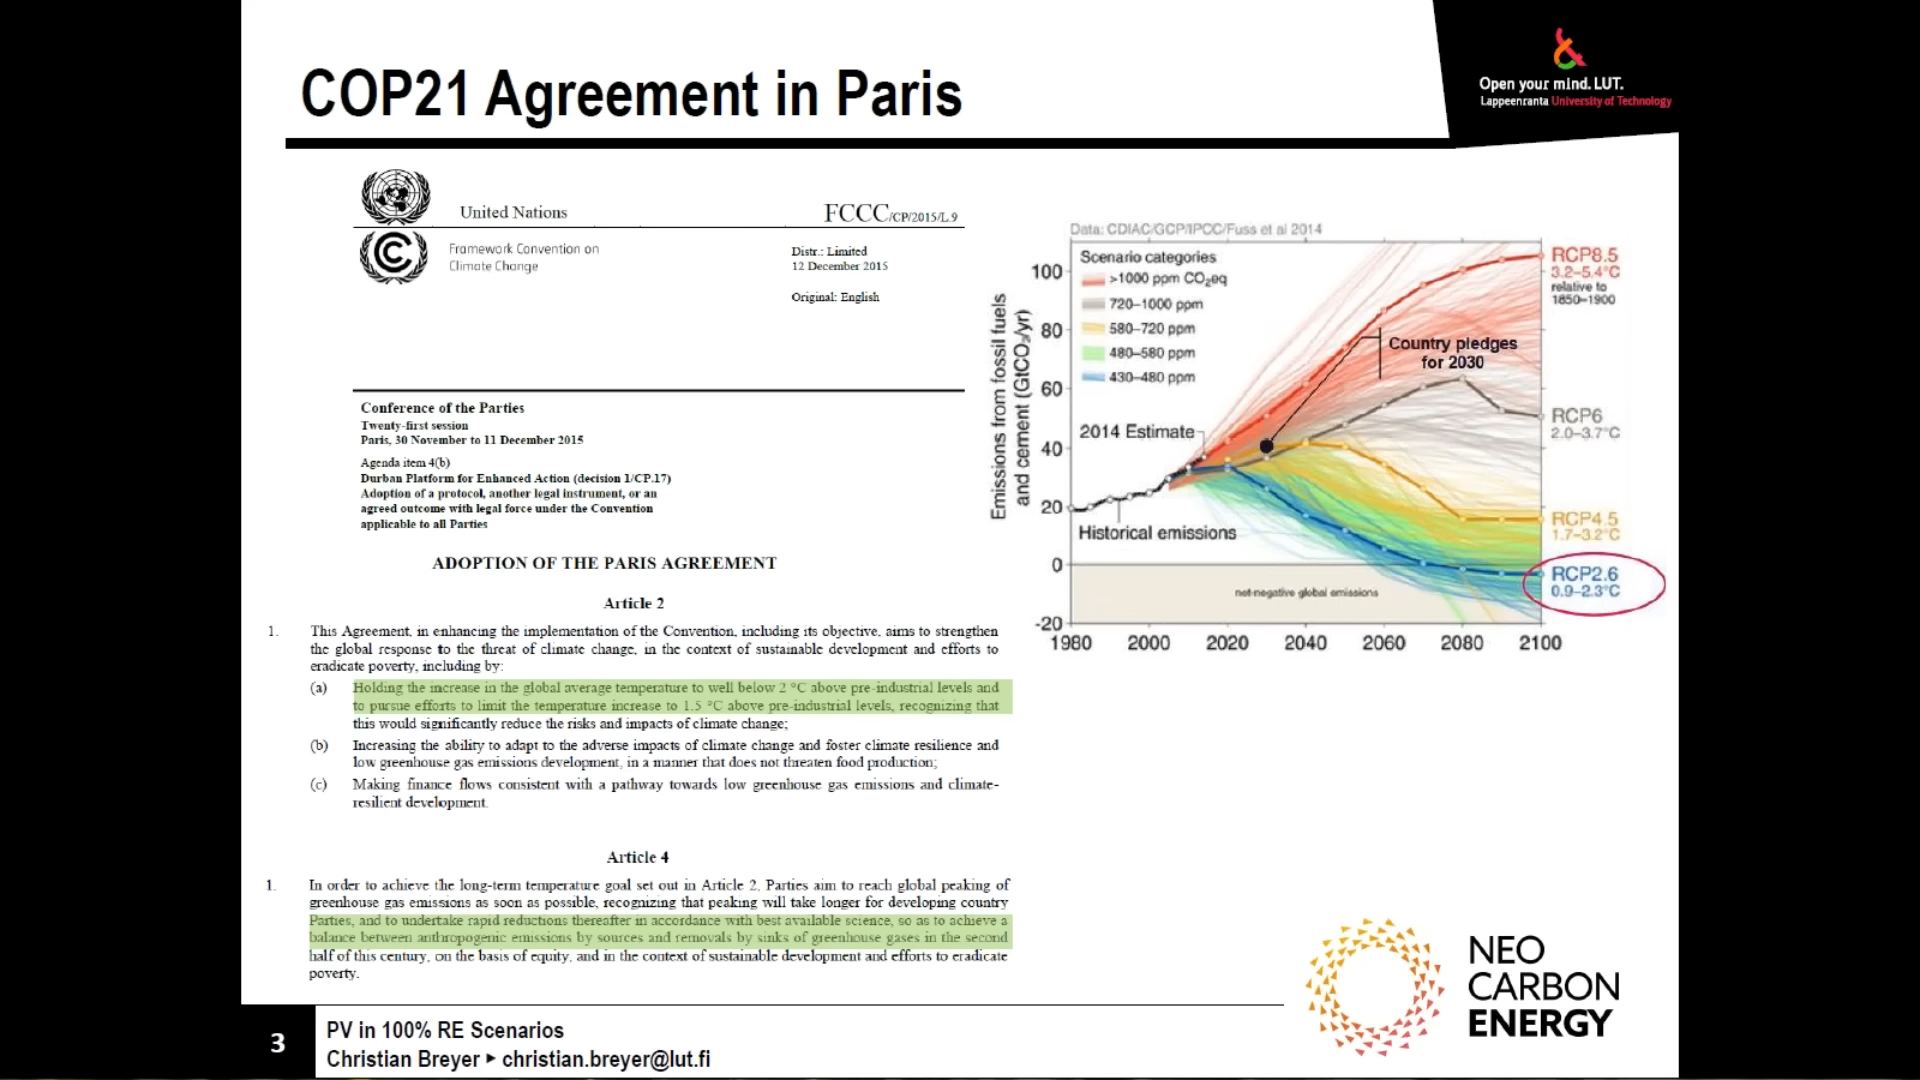 COP21 Agreement in Paris
Open your mind. LUT.
Lappeenranta University of Technology
United Nations
FCCC/CP/2015/L.9
Framework Convention on
Climate Change
Distr.: Limited
12 December 2015
Original: English
Conference of the Parties
Twenty-first session
Paris, 30 November to 11 December 2015
Agenda item 4(b)
Durban Platform for Enhanced Action (decision 1/CP.17)
Adoption of a protocol, another legal instrument, or an
agreed outcome with legal force under the Convention
applicable to all Parties
ADOPTION OF THE PARIS AGREEMENT
Article 2
1. This Agreement, in enhancing the implementation of the Convention, including its objective, aims to strengthen
the global response to the threat of climate change, in the context of sustainable development and efforts to
eradicate poverty, including by:
(a) Holding the increase in the global average temperature to well below 2 °C above pre-industrial levels and
to pursue efforts to limit the temperature increase to 1.5 °C above pre-industrial levels, recognizing that
this would significantly reduce the risks and impacts of climate change;
(b) Increasing the ability to adapt to the adverse impacts of climate change and foster climate resilience and
low greenhouse gas emissions development, in a manner that does not threaten food production;
(c) Making finance flows consistent with a pathway towards low greenhouse gas emissions and climate-
resilient development.
Article 4
1. In order to achieve the long-term temperature goal set out in Article 2, Parties aim to reach global peaking of
greenhouse gas emissions as soon as possible, recognizing that peaking will take longer for developing country
Parties, and to undertake rapid reductions thereafter in accordance with best available science, so as to achieve a
balance between anthropogenic emissions by sources and removals by sinks of greenhouse gases in the second
half of this century, on the basis of equity, and in the context of sustainable development and efforts to eradicate
poverty.
Data: CDIAC/GCP/IPCC/Fuss et al 2014
Emissions from fossil fuels
and cement (GtCO₂/yr)
100
80
60
40
20
0
-20
Scenario categories
>1000 ppm CO₂eq
720–1000 ppm
580–720 ppm
480–580 ppm
430–480 ppm
2014 Estimate
Historical emissions
Country pledges
for 2030
net-negative global emissions
RCP8.5
3.2–5.4°C
relative to
1850–1900
RCP6
2.0–3.7°C
RCP4.5
1.7–3.2°C
RCP2.6
0.9–2.3°C
1980 2000 2020 2040 2060 2080 2100
NEO
CARBON
ENERGY
3
PV in 100% RE Scenarios
Christian Breyer ▸ christian.breyer@lut.fi